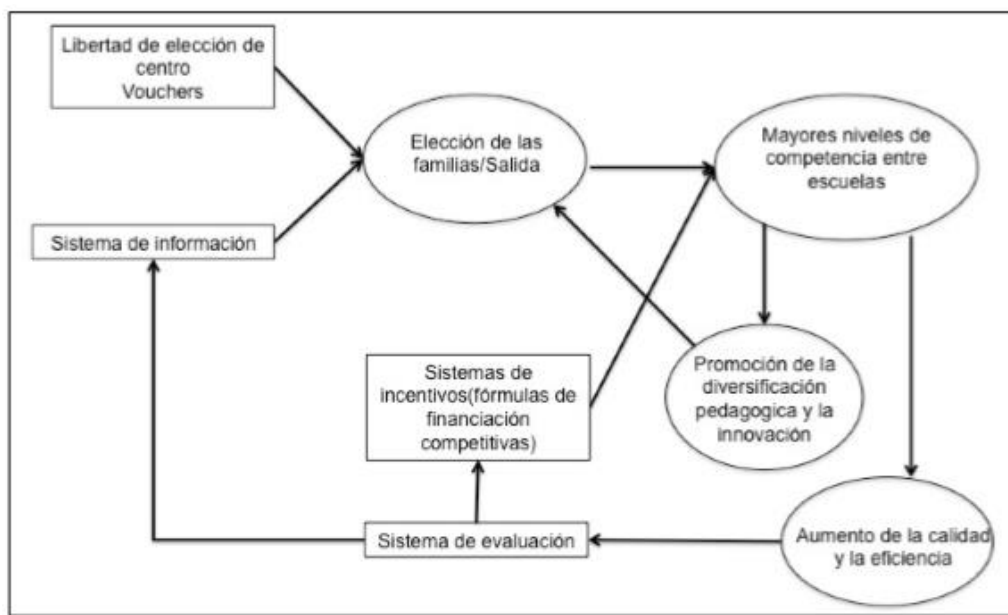 Libertad de elección de
centro
Vouchers
Elección de las
familias/Salida
Mayores niveles de
competencia entre
escuelas
Sistema de información
Sistemas de
incentivos(fórmulas de
financiación
competitivas)
Promoción de la
diversificación
pedagogica y la
innovación
Sistema de evaluación
Aumento de la calidad
y la eficiencia